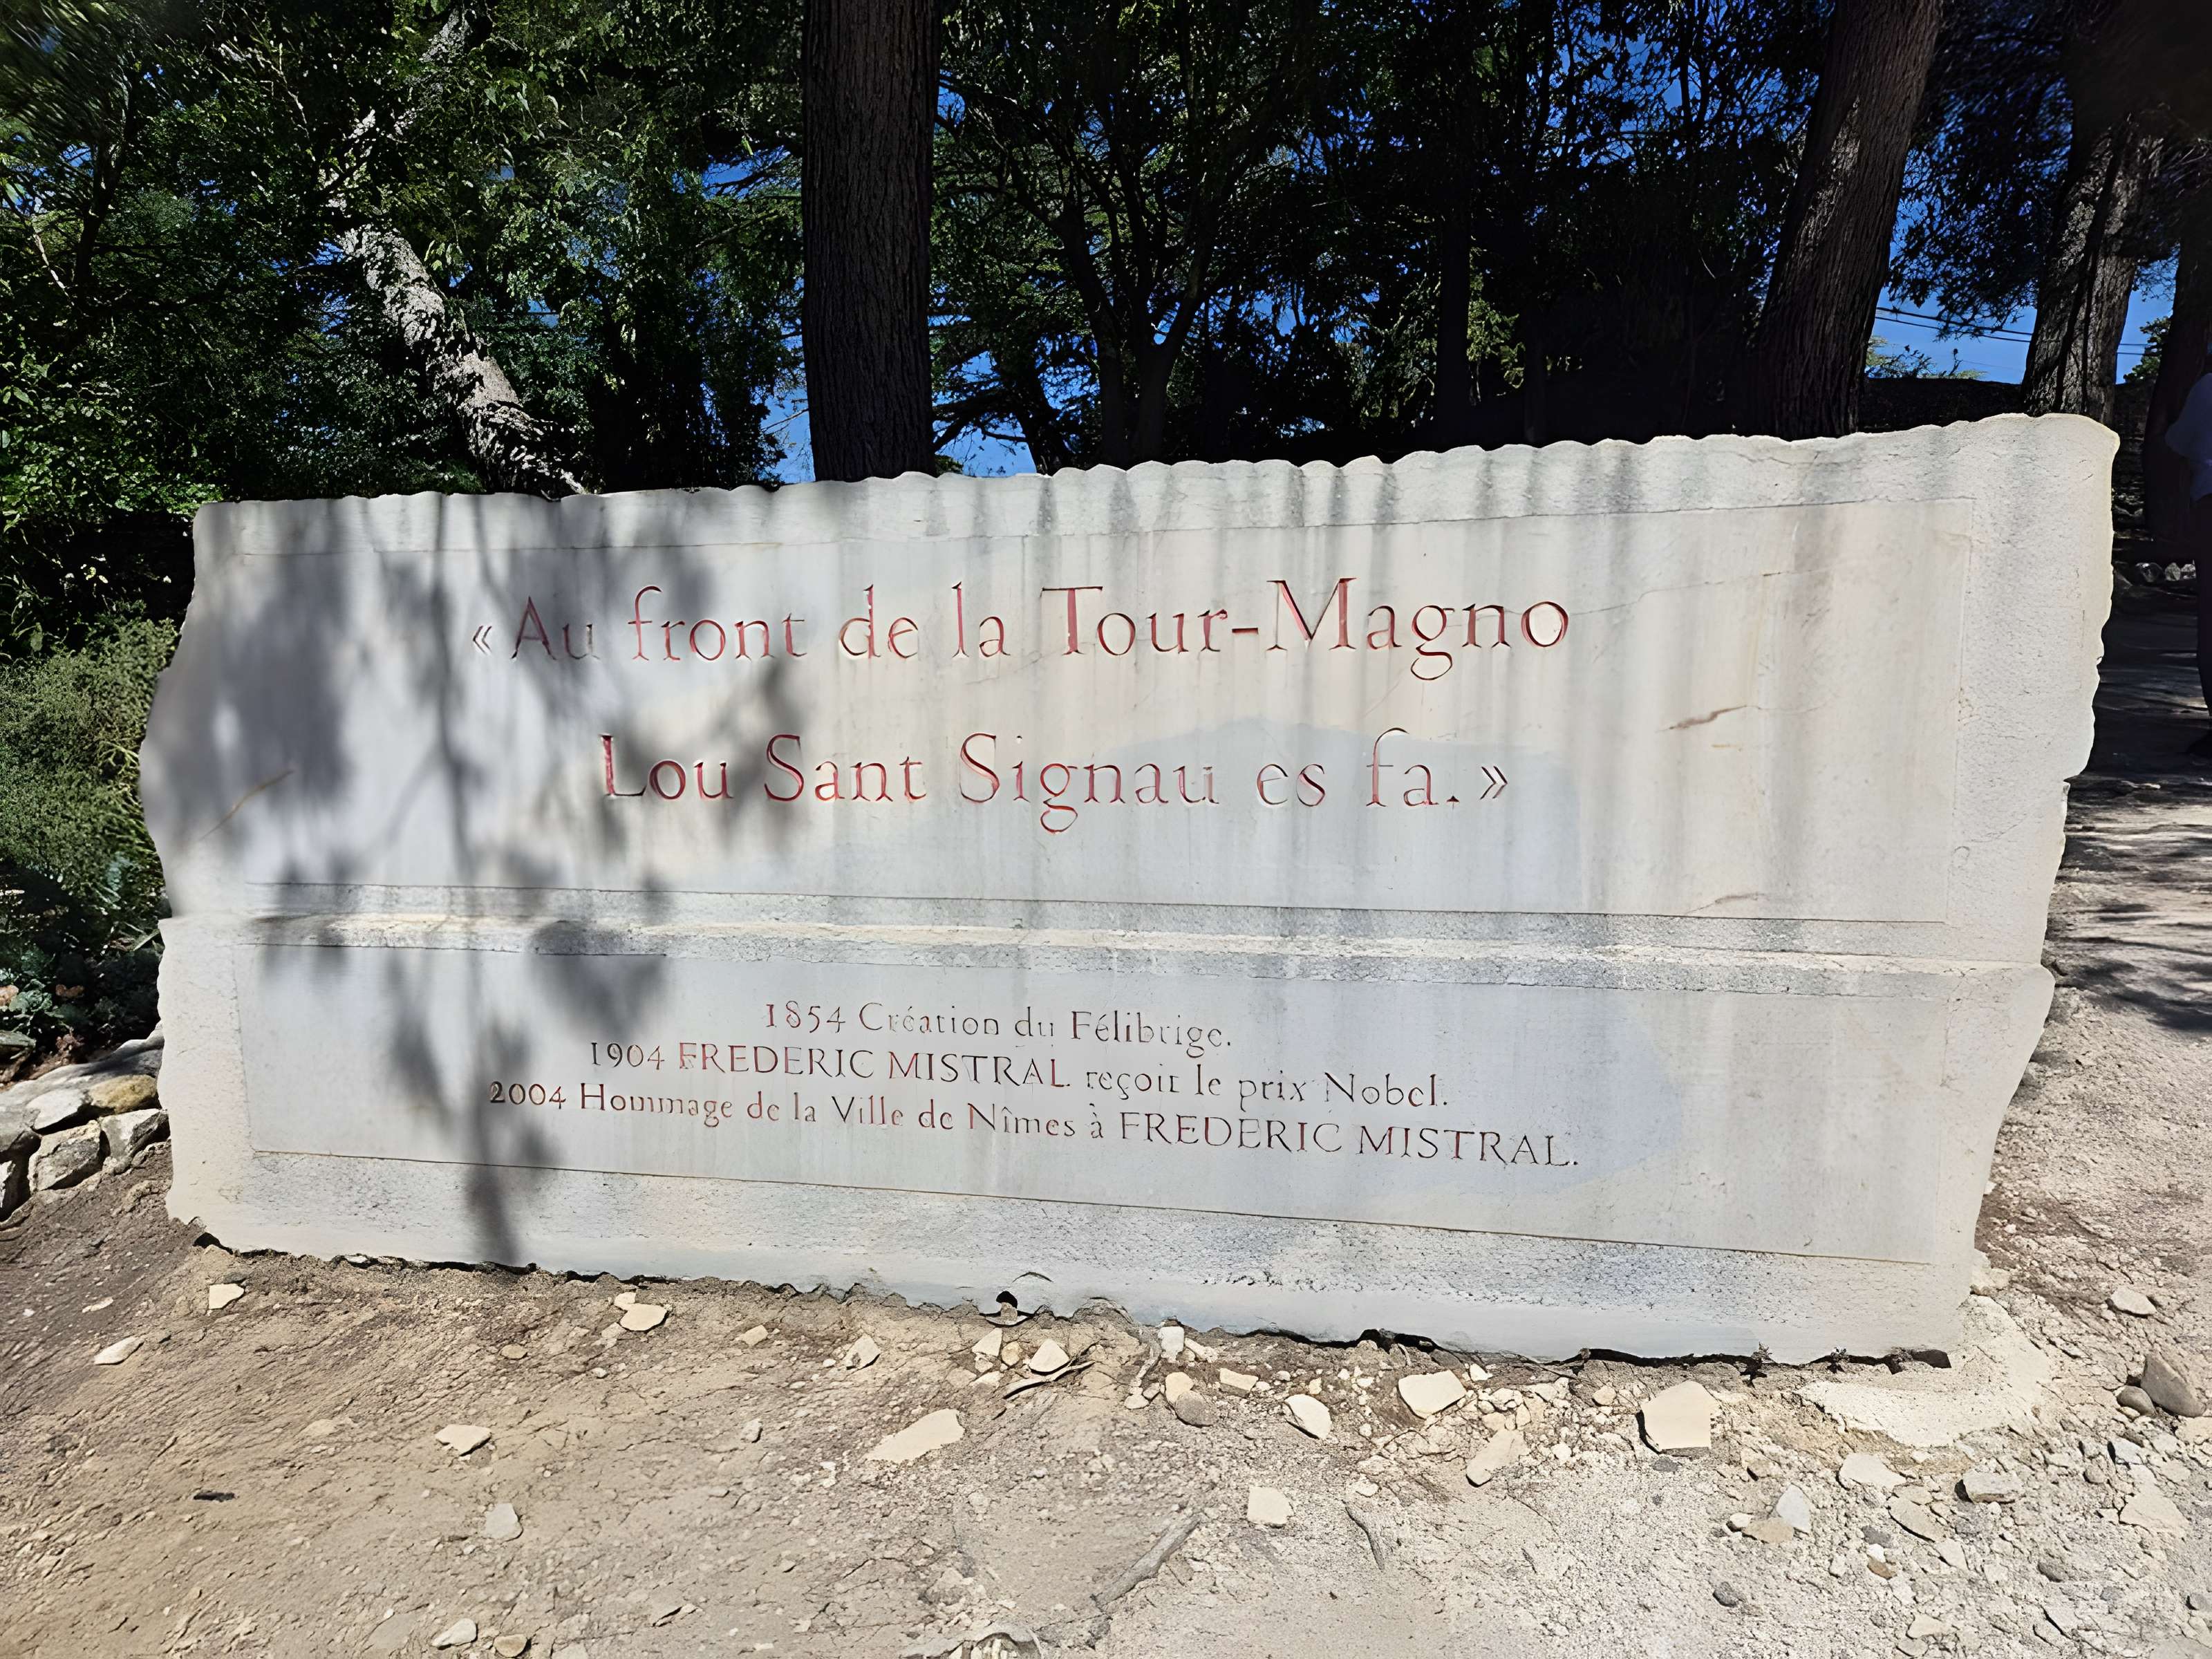 « Au front de la Tour-Magno
Lou Sant Signau es fa. »
1854 Création du Félibrige.
1904 FREDERIC MISTRAL reçoit le prix Nobel.
2004 Hommage de la Ville de Nîmes à FREDERIC MISTRAL.